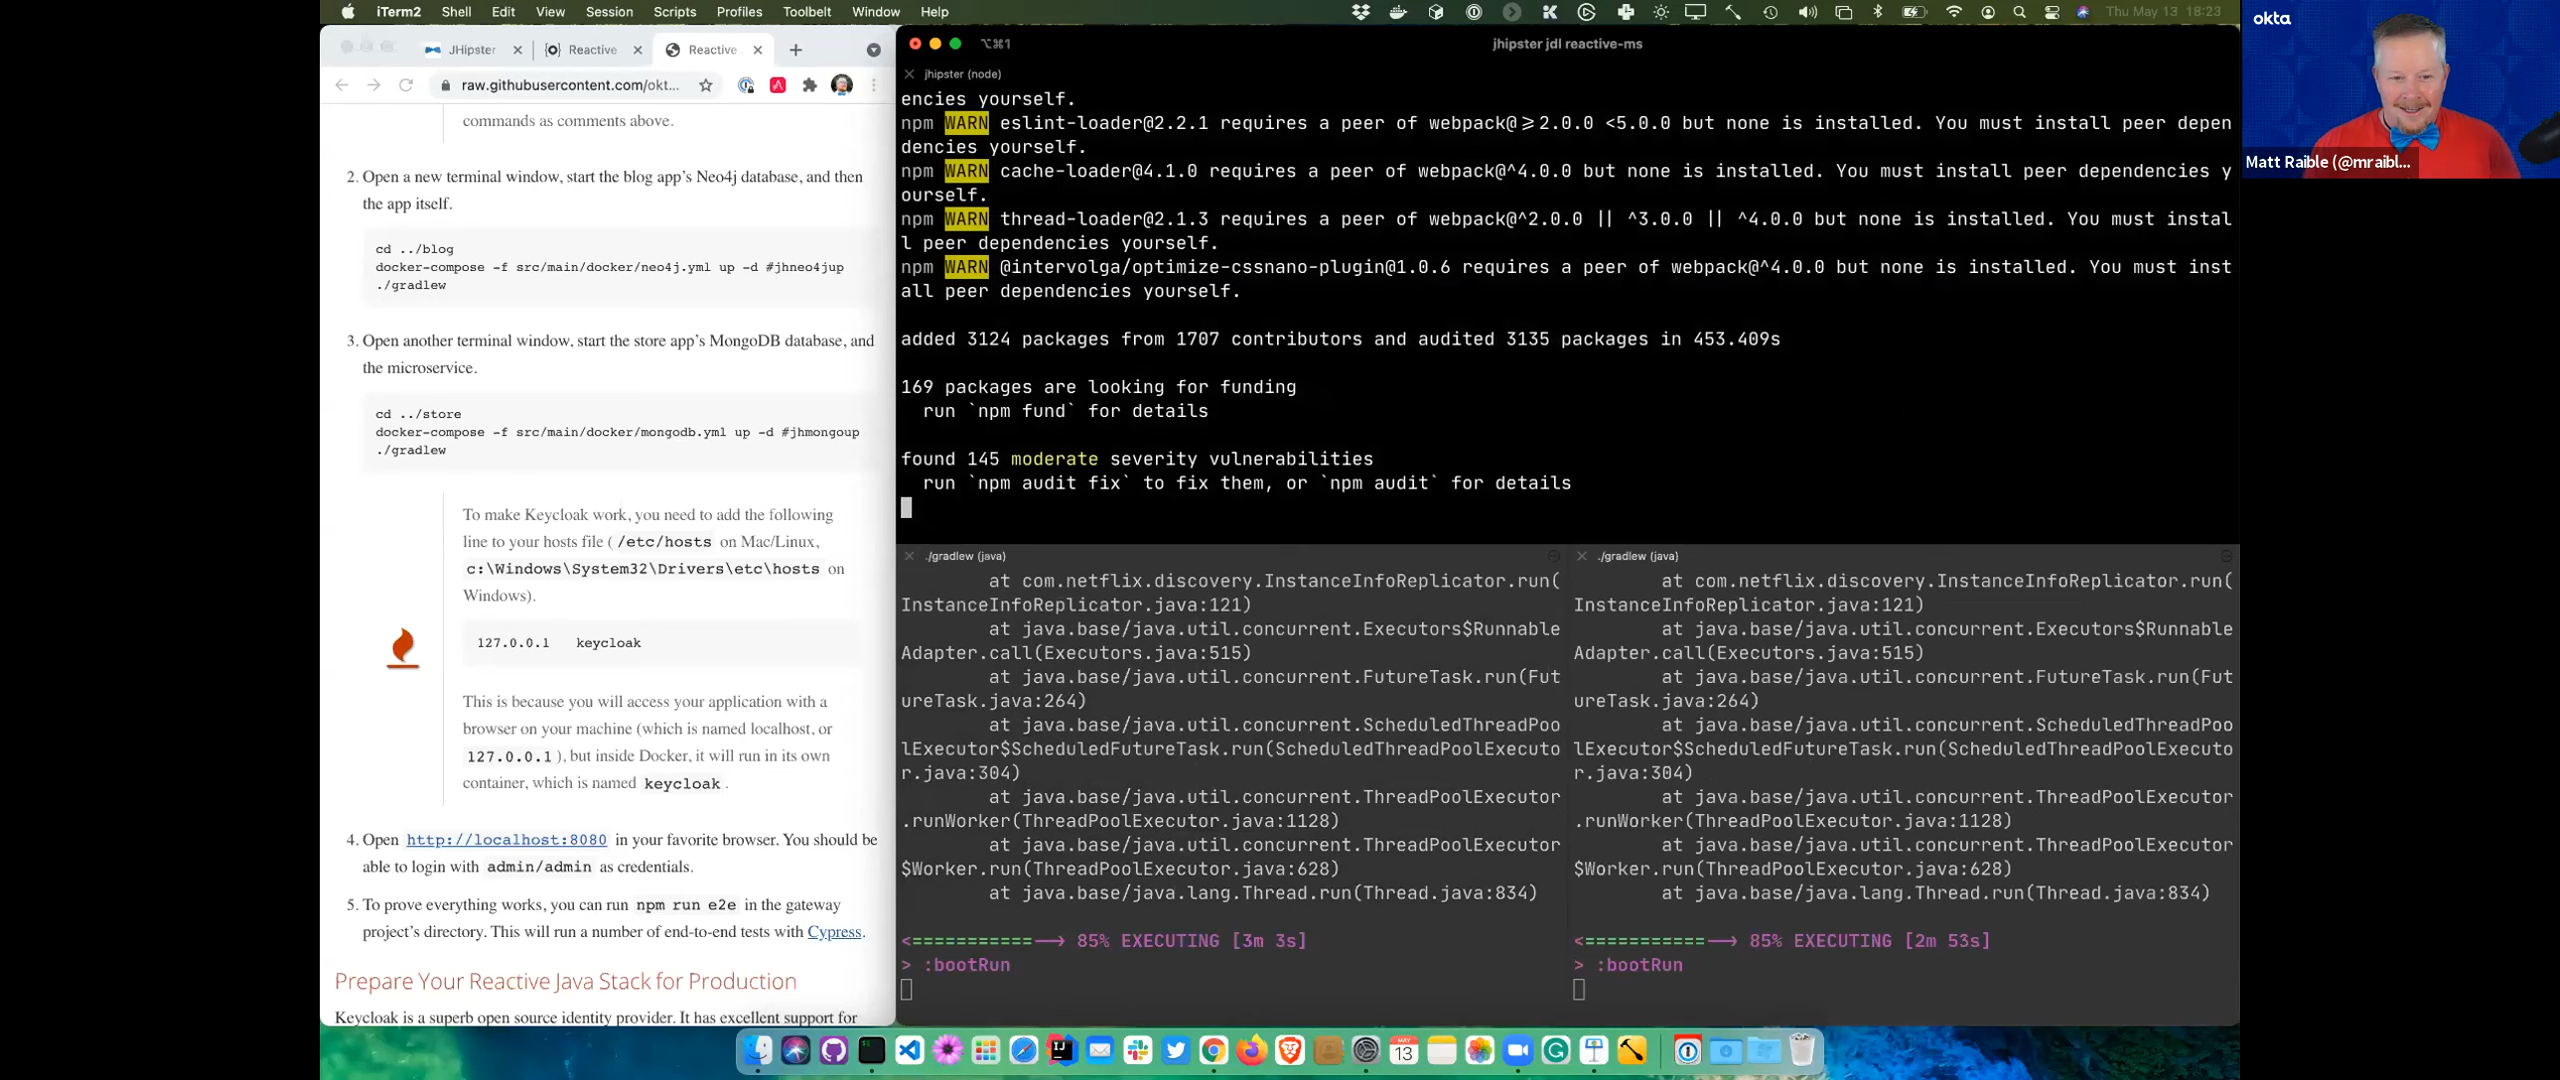 iTerm2 Shell Edit View Session Scripts Profiles Toolbelt Window Help
Thu May 13 18:23
JHipster
Reactive
Reactive
raw.githubusercontent.com/okt...
commands as comments above.
2. Open a new terminal window, start the blog app's Neo4j database, and then
the app itself.
cd ../blog
docker-compose -f src/main/docker/neo4j.yml up -d #jhneo4jup
./gradlew
3. Open another terminal window, start the store app's MongoDB database, and
the microservice.
cd ../store
docker-compose -f src/main/docker/mongodb.yml up -d #jhmongoup
./gradlew
To make Keycloak work, you need to add the following
line to your hosts file ( /etc/hosts on Mac/Linux,
c:\Windows\System32\Drivers\etc\hosts on
Windows).
127.0.0.1 keycloak
This is because you will access your application with a
browser on your machine (which is named localhost, or
127.0.0.1 ), but inside Docker, it will run in its own
container, which is named keycloak .
4. Open http://localhost:8080 in your favorite browser. You should be
able to login with admin/admin as credentials.
5. To prove everything works, you can run npm run e2e in the gateway
project's directory. This will run a number of end-to-end tests with Cypress.
Prepare Your Reactive Java Stack for Production
Keycloak is a superb open source identity provider. It has excellent support for
⌥⌘1
jhipster jdl reactive-ms
jhipster (node)
encies yourself.
npm WARN eslint-loader@2.2.1 requires a peer of webpack@>=2.0.0 <5.0.0 but none is installed. You must install peer depen
dencies yourself.
npm WARN cache-loader@4.1.0 requires a peer of webpack@^4.0.0 but none is installed. You must install peer dependencies y
ourself.
npm WARN thread-loader@2.1.3 requires a peer of webpack@^2.0.0 || ^3.0.0 || ^4.0.0 but none is installed. You must instal
l peer dependencies yourself.
npm WARN @intervolga/optimize-cssnano-plugin@1.0.6 requires a peer of webpack@^4.0.0 but none is installed. You must inst
all peer dependencies yourself.
added 3124 packages from 1707 contributors and audited 3135 packages in 453.409s
169 packages are looking for funding
run `npm fund` for details
found 145 moderate severity vulnerabilities
run `npm audit fix` to fix them, or `npm audit` for details
./gradlew (java)
at com.netflix.discovery.InstanceInfoReplicator.run(
InstanceInfoReplicator.java:121)
at java.base/java.util.concurrent.Executors$Runnable
Adapter.call(Executors.java:515)
at java.base/java.util.concurrent.FutureTask.run(Fut
ureTask.java:264)
at java.base/java.util.concurrent.ScheduledThreadPoo
lExecutor$ScheduledFutureTask.run(ScheduledThreadPoolExecuto
r.java:304)
at java.base/java.util.concurrent.ThreadPoolExecutor
.runWorker(ThreadPoolExecutor.java:1128)
at java.base/java.util.concurrent.ThreadPoolExecutor
$Worker.run(ThreadPoolExecutor.java:628)
at java.base/java.lang.Thread.run(Thread.java:834)
<===========--> 85% EXECUTING [3m 3s]
> :bootRun
./gradlew (java)
at com.netflix.discovery.InstanceInfoReplicator.run(
InstanceInfoReplicator.java:121)
at java.base/java.util.concurrent.Executors$Runnable
Adapter.call(Executors.java:515)
at java.base/java.util.concurrent.FutureTask.run(Fut
ureTask.java:264)
at java.base/java.util.concurrent.ScheduledThreadPoo
lExecutor$ScheduledFutureTask.run(ScheduledThreadPoolExecuto
r.java:304)
at java.base/java.util.concurrent.ThreadPoolExecutor
.runWorker(ThreadPoolExecutor.java:1128)
at java.base/java.util.concurrent.ThreadPoolExecutor
$Worker.run(ThreadPoolExecutor.java:628)
at java.base/java.lang.Thread.run(Thread.java:834)
<===========--> 85% EXECUTING [2m 53s]
> :bootRun
okta
Matt Raible (@mraibl...
MAY
13